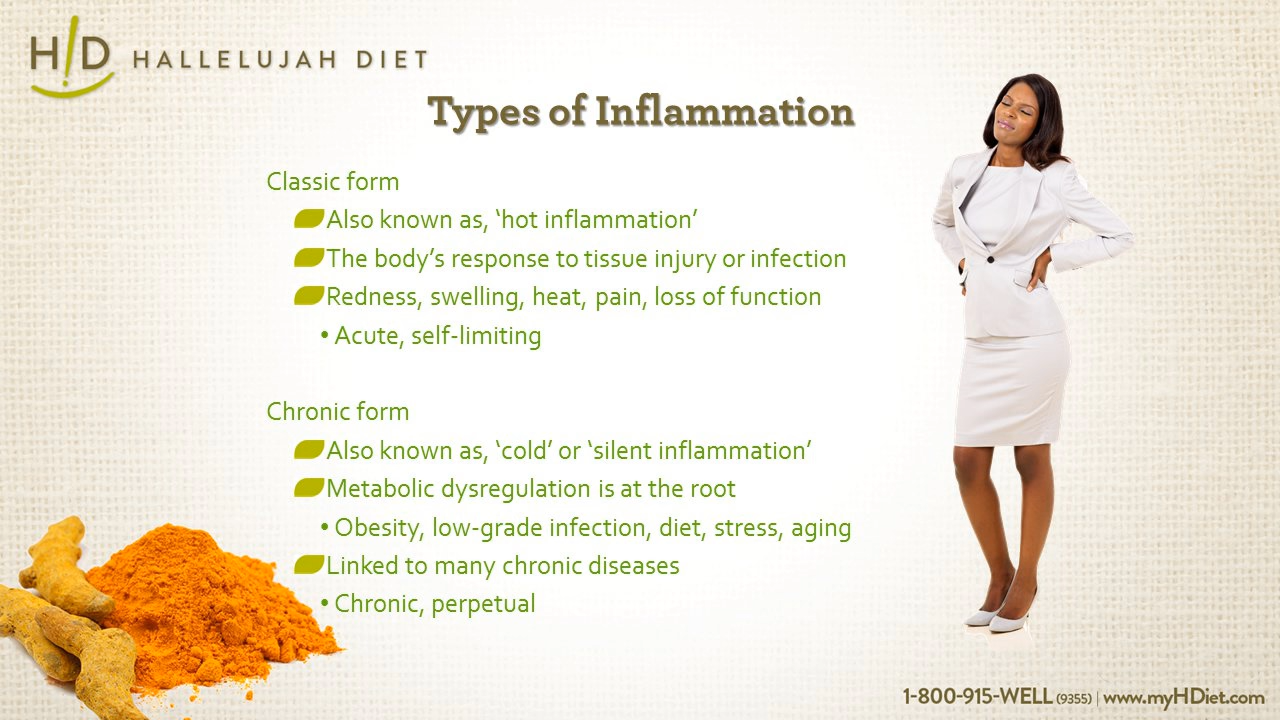 H!D HALLELUJAH DIET
Types of Inflammation
Classic form
Also known as, ‘hot inflammation’
The body’s response to tissue injury or infection
Redness, swelling, heat, pain, loss of function
• Acute, self-limiting
Chronic form
Also known as, ‘cold’ or ‘silent inflammation’
Metabolic dysregulation is at the root
• Obesity, low-grade infection, diet, stress, aging
Linked to many chronic diseases
• Chronic, perpetual
1-800-915-WELL (9355) | www.myHDiet.com